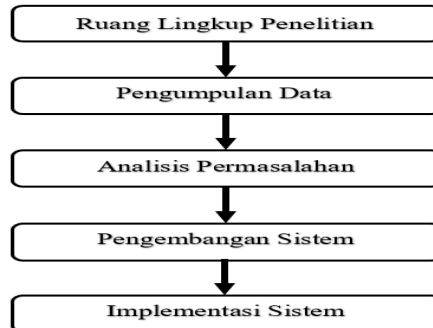 Ruang Lingkup Penelitian
Pengumpulan Data
Analisis Permasalahan
Pengembangan Sistem
Implementasi Sistem